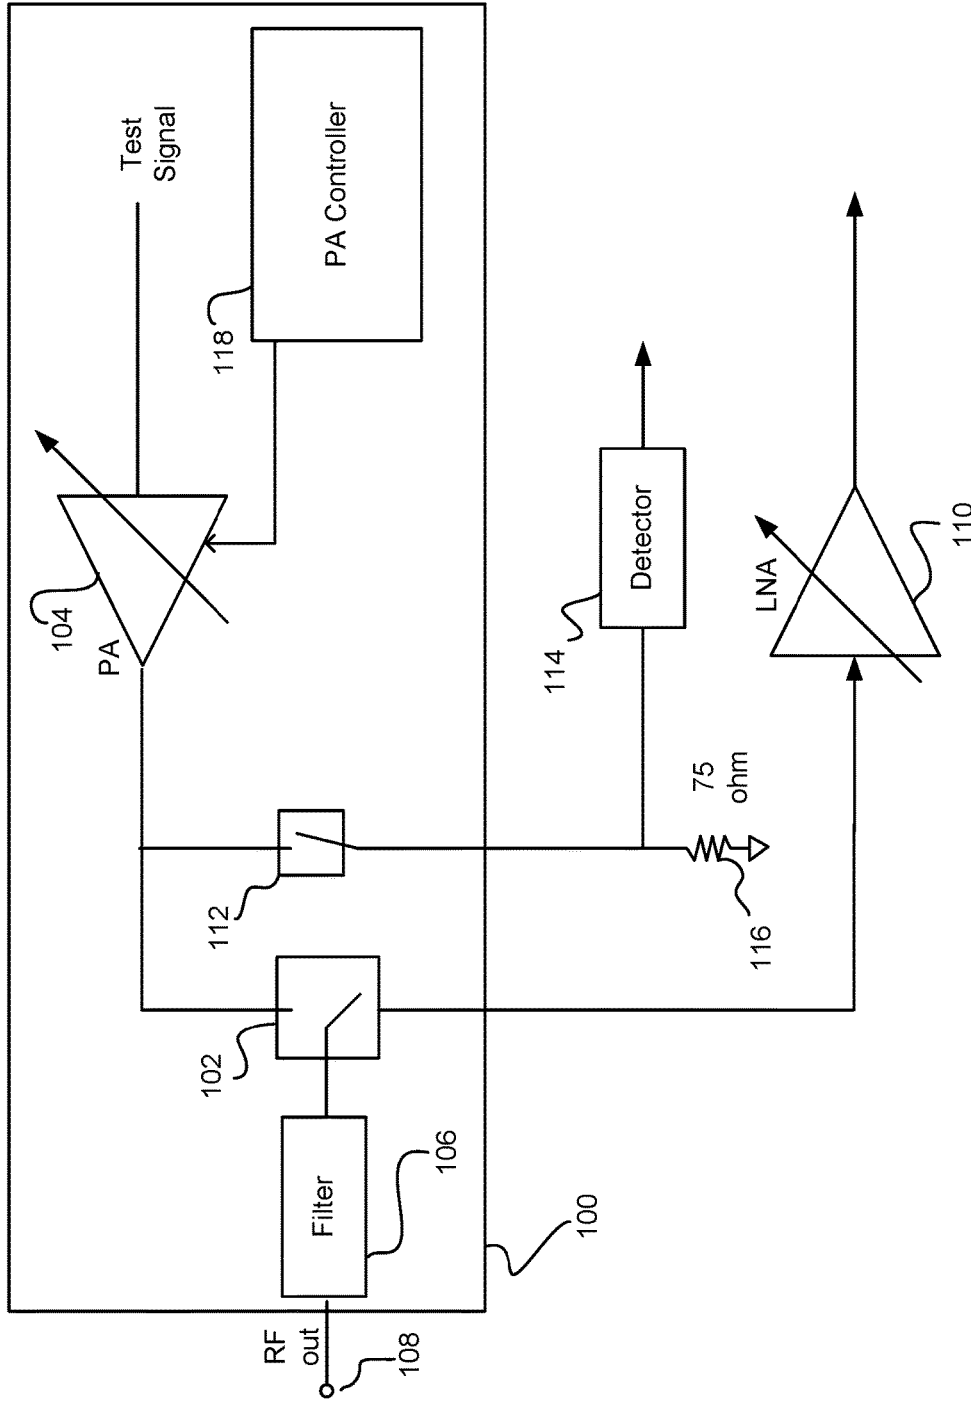 RF
out
108
Filter
106
100
102
112
PA
104
Test
Signal
118
PA Controller
114
Detector
75
ohm
116
LNA
110